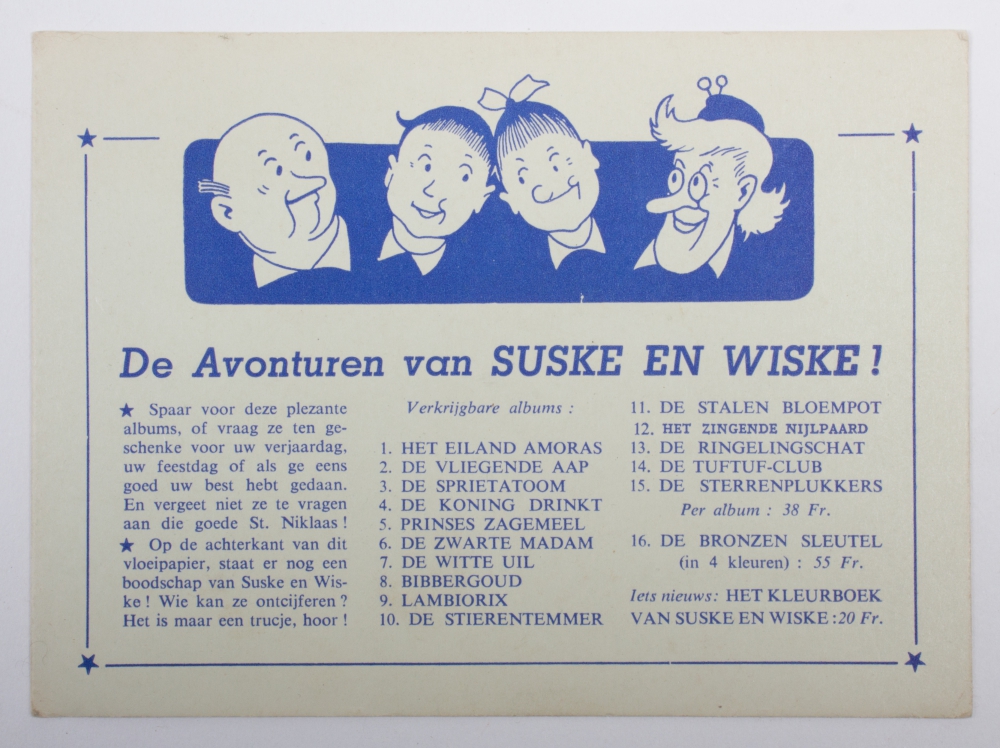 De Avonturen van SUSKE EN WISKE !
★ Spaar voor deze plezante
albums, of vraag ze ten ge-
schenke voor uw verjaardag,
uw feestdag of als ge eens
goed uw best hebt gedaan.
En vergeet niet ze te vragen
aan die goede St. Niklaas !
★ Op de achterkant van dit
vloeipapier, staat er nog een
boodschap van Suske en Wis-
ke ! Wie kan ze ontcijferen ?
Het is maar een trucje, hoor !
Verkrijgbare albums :
1. HET EILAND AMORAS
2. DE VLIEGENDE AAP
3. DE SPRIETATOOM
4. DE KONING DRINKT
5. PRINSES ZAGEMEEL
6. DE ZWARTE MADAM
7. DE WITTE UIL
8. BIBBERGOUD
9. LAMBIORIX
10. DE STIERENTEMMER
11. DE STALEN BLOEMPOT
12. HET ZINGENDE NIJLPAARD
13. DE RINGELINGSCHAT
14. DE TUFTUF-CLUB
15. DE STERRENPLUKKERS
Per album : 38 Fr.
16. DE BRONZEN SLEUTEL
(in 4 kleuren) : 55 Fr.
Iets nieuws: HET KLEURBOEK
VAN SUSKE EN WISKE :20 Fr.